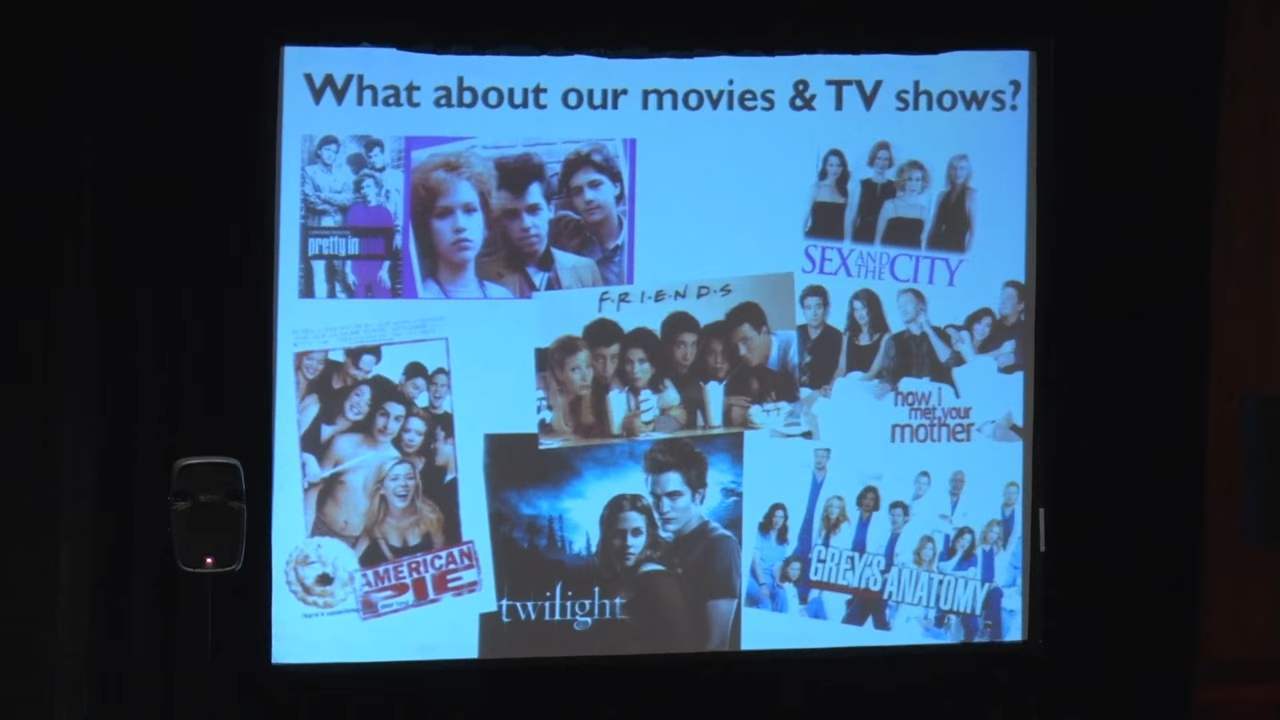 What about our movies & TV shows?
pretty in pink
SEX AND THE CITY
F·R·I·E·N·D·S
how i
met your
mother
AMERICAN
PIE
twilight
GREY'S ANATOMY